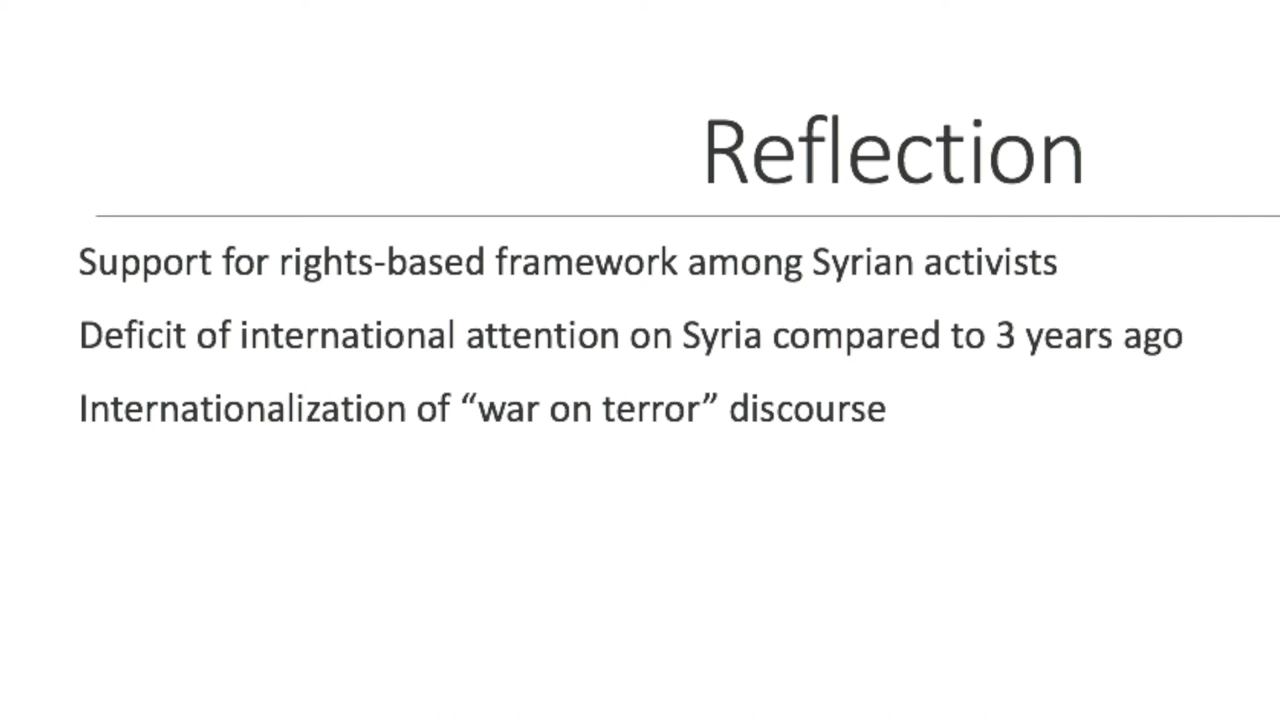 Reflection
Support for rights-based framework among Syrian activists
Deficit of international attention on Syria compared to 3 years ago
Internationalization of “war on terror” discourse